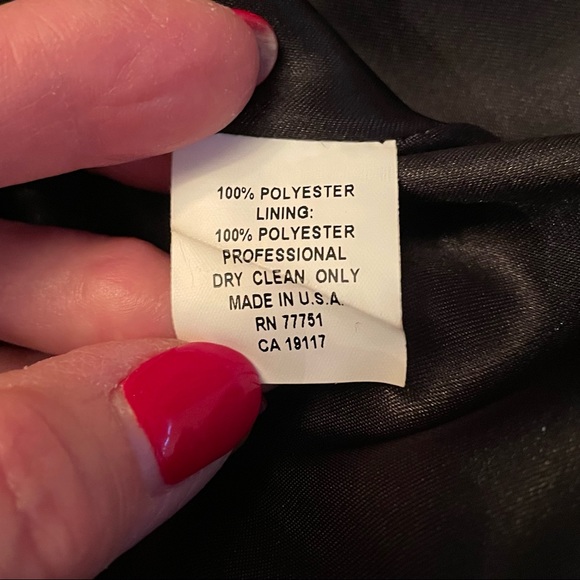 100% POLYESTER
LINING:
100% POLYESTER
PROFESSIONAL
DRY CLEAN ONLY
MADE IN U.S.A.
RN 77751
CA 19117